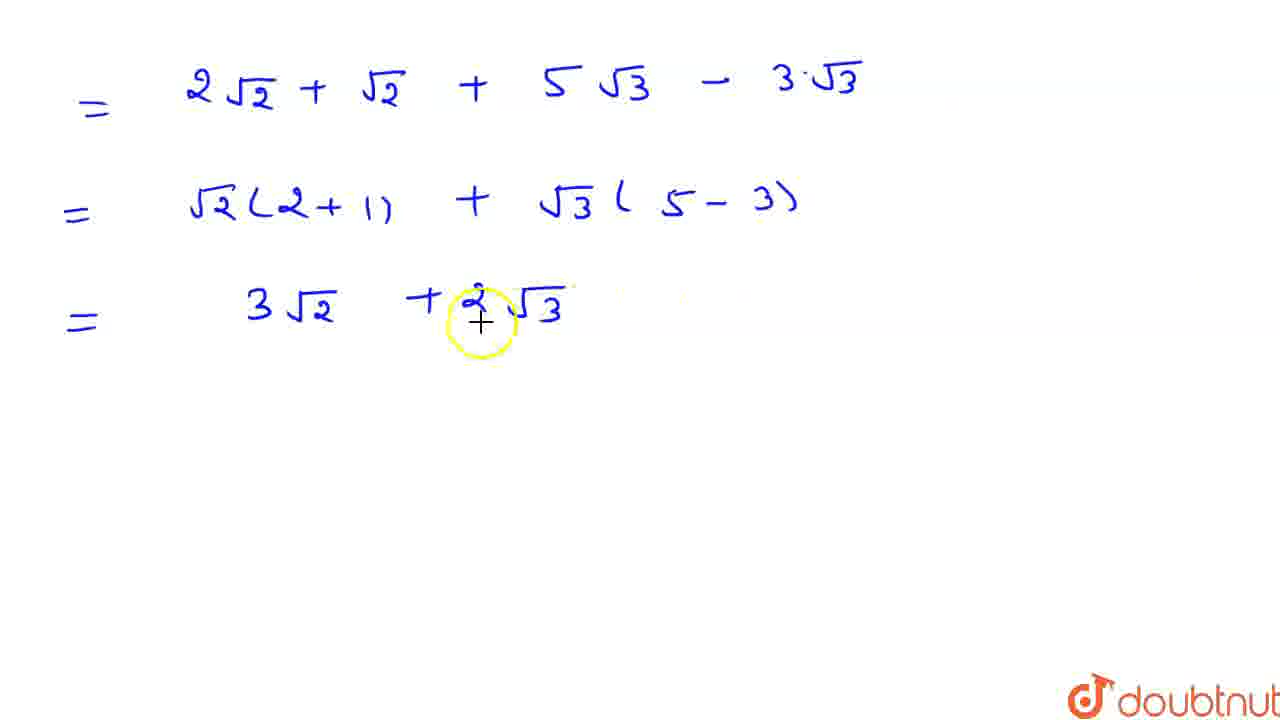 = 2√2 + √2 + 5√3 - 3·√3
= √2(2+1) + √3(5-3)
= 3√2 + 2√3
doubtnut